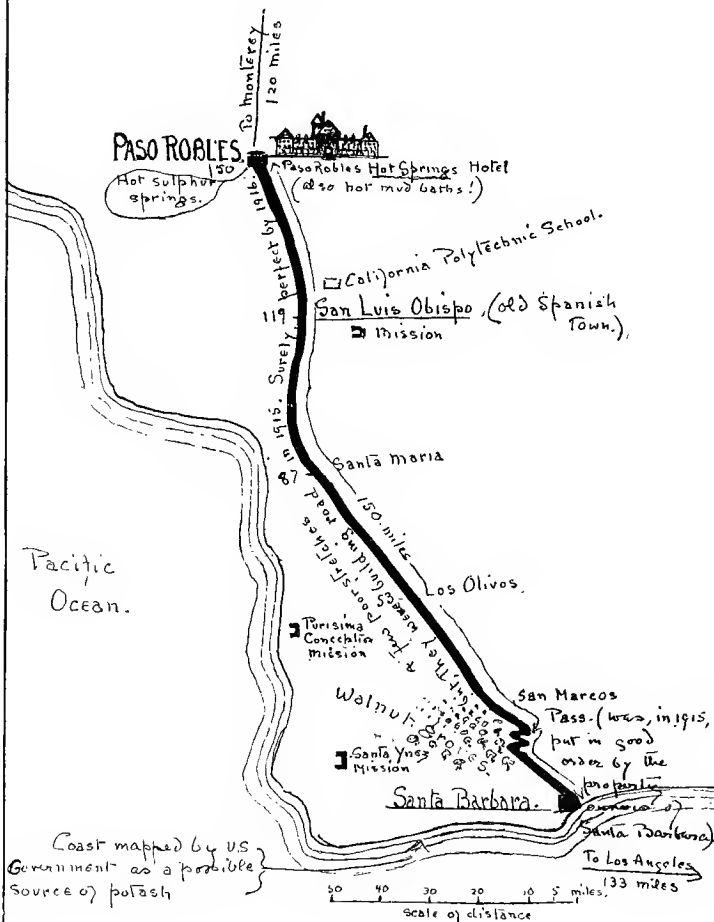 To Monterey
120 miles
PASO ROBLES.
150
Hot sulphur
springs.
Paso Robles Hot Springs Hotel
(also hot mud baths!)
California Polytechnic School.
119
San Luis Obispo, (old Spanish
Town.),
Mission
in 1915. Surely perfect by 1916.
Santa Maria
87
150 miles
A few poor stretches
but they were building road
Los Olivos.
Pacific
Ocean.
Purisima
Conception
Mission
Walnut Groves.
San Marcos
Pass. (was, in 1915,
put in good
order by the
owners of
Santa Barbara)
Santa Ynez
Mission
Santa Barbara.
To Los Angeles
133 miles
Coast mapped by U.S
Government as a possible
source of potash
50 40 30 20 10 5 miles.
scale of distance